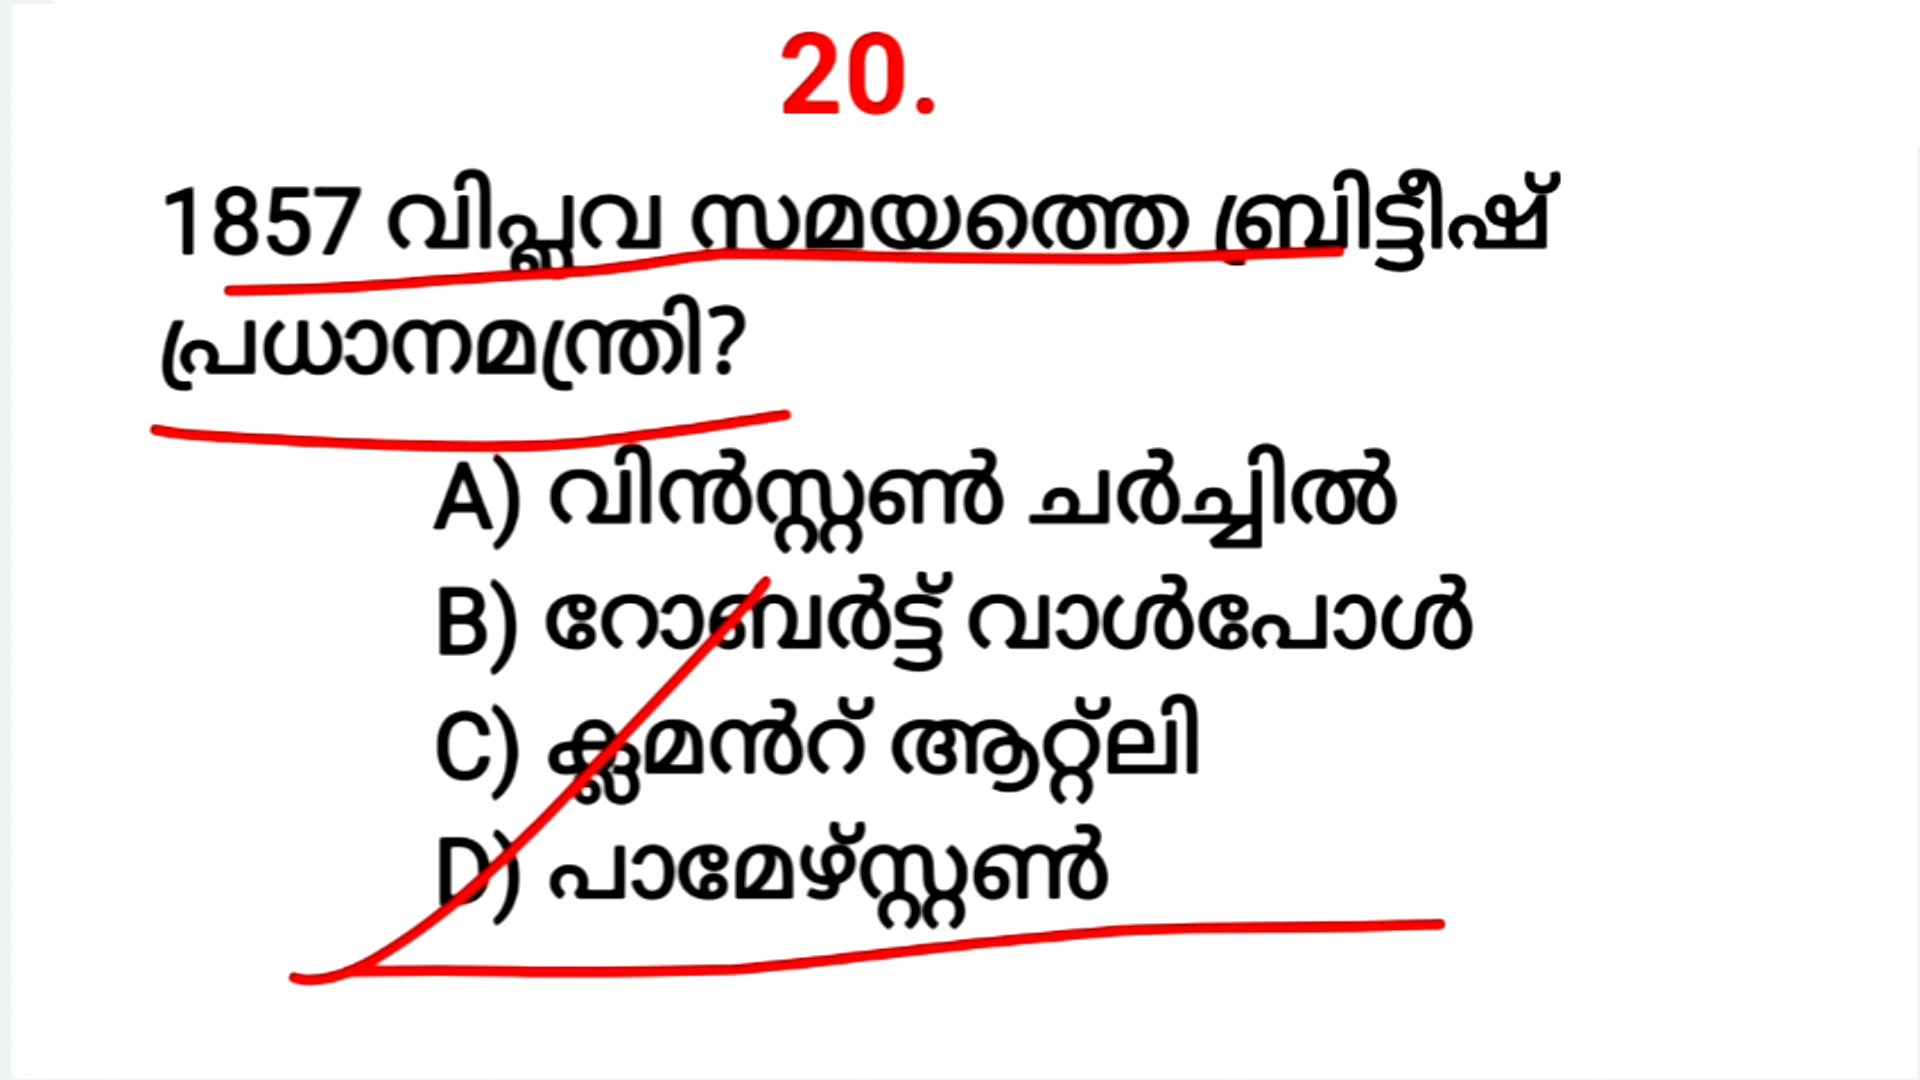 20.
1857 വിപ്ലവ സമയത്തെ ബ്രിട്ടീഷ്
പ്രധാനമന്ത്രി?
A) വിൻസ്റ്റൺ ചർച്ചിൽ
B) റോബർട്ട് വാൾപോൾ
C) ക്ലമൻറ് ആറ്റ്ലി
D) പാമേഴ്സ്റ്റൺ